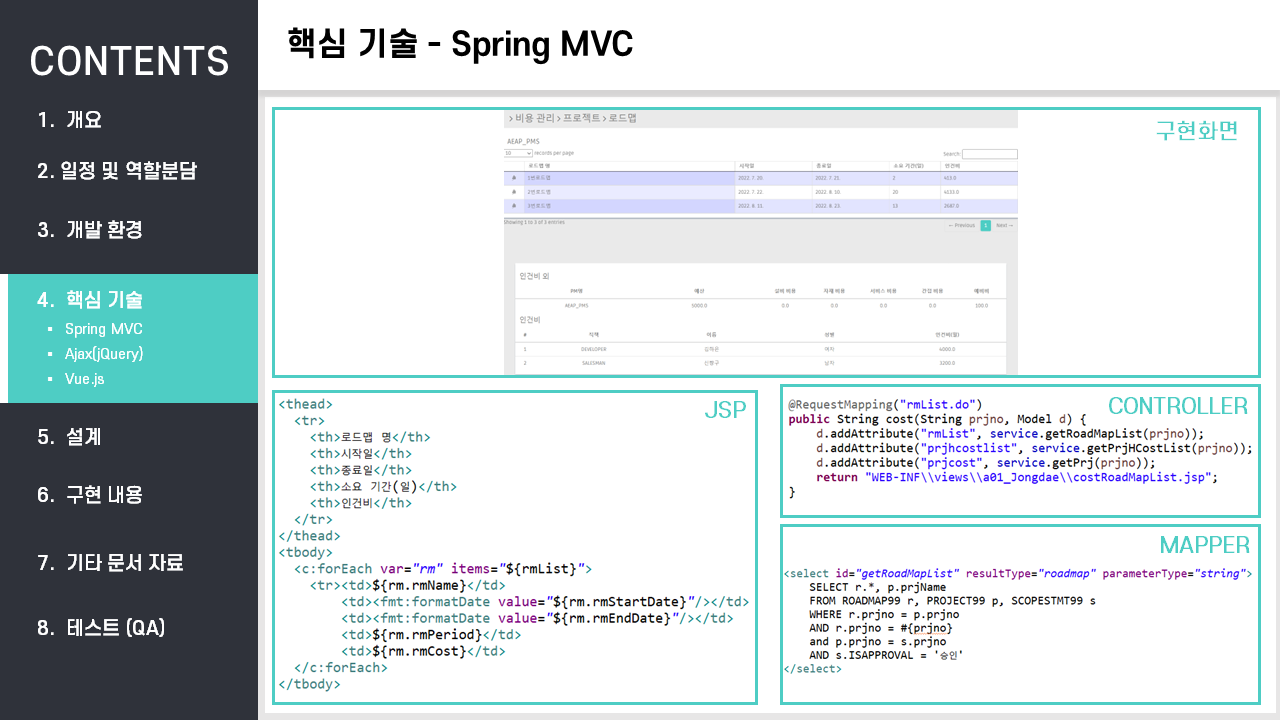 CONTENTS
1. 개요
2. 일정 및 역할분담
3. 개발 환경
4. 핵심 기술
▪ Spring MVC
▪ Ajax(jQuery)
▪ Vue.js
5. 설계
6. 구현 내용
7. 기타 문서 자료
8. 테스트 (QA)
핵심 기술 - Spring MVC
구현화면
> 비용 관리 > 프로젝트 > 로드맵
AEAP_PMS
10 records per page
Search:
로드맵 명 시작일 종료일 소요 기간(일) 인건비
1번로드맵 2022. 7. 20. 2022. 7. 21. 2 413.0
2번로드맵 2022. 7. 22. 2022. 8. 10. 20 4133.0
3번로드맵 2022. 8. 11. 2022. 8. 23. 13 2687.0
Showing 1 to 3 of 3 entries
← Previous 1 Next →
인건비 외
PM명 예산 설비 비용 자재 비용 서비스 비용 간접 비용 예비비
AEAP_PMS 5000.0 0.0 0.0 0.0 0.0 100.0
인건비
# 직책 이름 성별 인건비(월)
1 DEVELOPER 여자 4000.0
2 SALESMAN 신짱구 남자 3200.0
JSP
<thead>
<tr>
<th>로드맵 명</th>
<th>시작일</th>
<th>종료일</th>
<th>소요 기간(일)</th>
<th>인건비</th>
</tr>
</thead>
<tbody>
<c:forEach var="rm" items="${rmList}">
<tr><td>${rm.rmName}</td>
<td><fmt:formatDate value="${rm.rmStartDate}"/></td>
<td><fmt:formatDate value="${rm.rmEndDate}"/></td>
<td>${rm.rmPeriod}</td>
<td>${rm.rmCost}</td>
</c:forEach>
</tbody>
CONTROLLER
@RequestMapping("rmList.do")
public String cost(String prjno, Model d) {
d.addAttribute("rmList", service.getRoadMapList(prjno));
d.addAttribute("prjhcostlist", service.getPrjHCostList(prjno));
d.addAttribute("prjcost", service.getPrj(prjno));
return "WEB-INF\\views\\a01_Jongdae\\costRoadMapList.jsp";
}
MAPPER
<select id="getRoadMapList" resultType="roadmap" parameterType="string">
SELECT r.*, p.prjName
FROM ROADMAP99 r, PROJECT99 p, SCOPESTMT99 s
WHERE r.prjno = p.prjno
AND r.prjno = #{prjno}
and p.prjno = s.prjno
AND s.ISAPPROVAL = '승인'
</select>